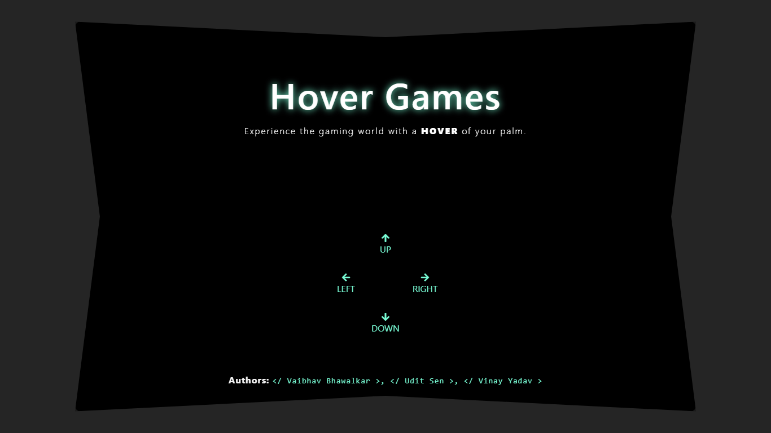 Hover Games
Experience the gaming world with a HOVER of your palm.
UP
LEFT RIGHT
DOWN
Authors: </ Vaibhav Bhawalkar >, </ Udit Sen >, </ Vinay Yadav >